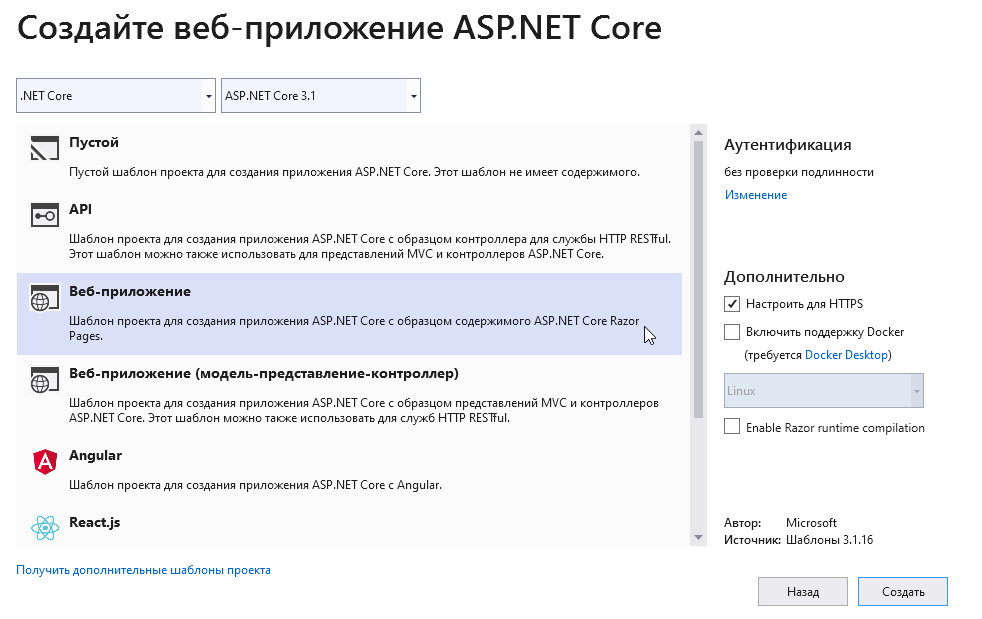 Создайте веб-приложение ASP.NET Core
.NET Core
ASP.NET Core 3.1
Пустой
Пустой шаблон проекта для создания приложения ASP.NET Core. Этот шаблон не имеет содержимого.
API
Шаблон проекта для создания приложения ASP.NET Core с образцом контроллера для службы HTTP RESTful.
Этот шаблон можно также использовать для представлений MVC и контроллеров ASP.NET Core.
Веб-приложение
Шаблон проекта для создания приложения ASP.NET Core с образцом содержимого ASP.NET Core Razor
Pages.
Веб-приложение (модель-представление-контроллер)
Шаблон проекта для создания приложения ASP.NET Core с образцом представлений MVC и контроллеров
ASP.NET Core. Этот шаблон можно также использовать для служб HTTP RESTful.
Angular
Шаблон проекта для создания приложения ASP.NET Core с Angular.
React.js
Получить дополнительные шаблоны проекта
Аутентификация
без проверки подлинности
Изменение
Дополнительно
Настроить для HTTPS
Включить поддержку Docker
(требуется Docker Desktop)
Linux
Enable Razor runtime compilation
Автор: Microsoft
Источник: Шаблоны 3.1.16
Назад
Создать